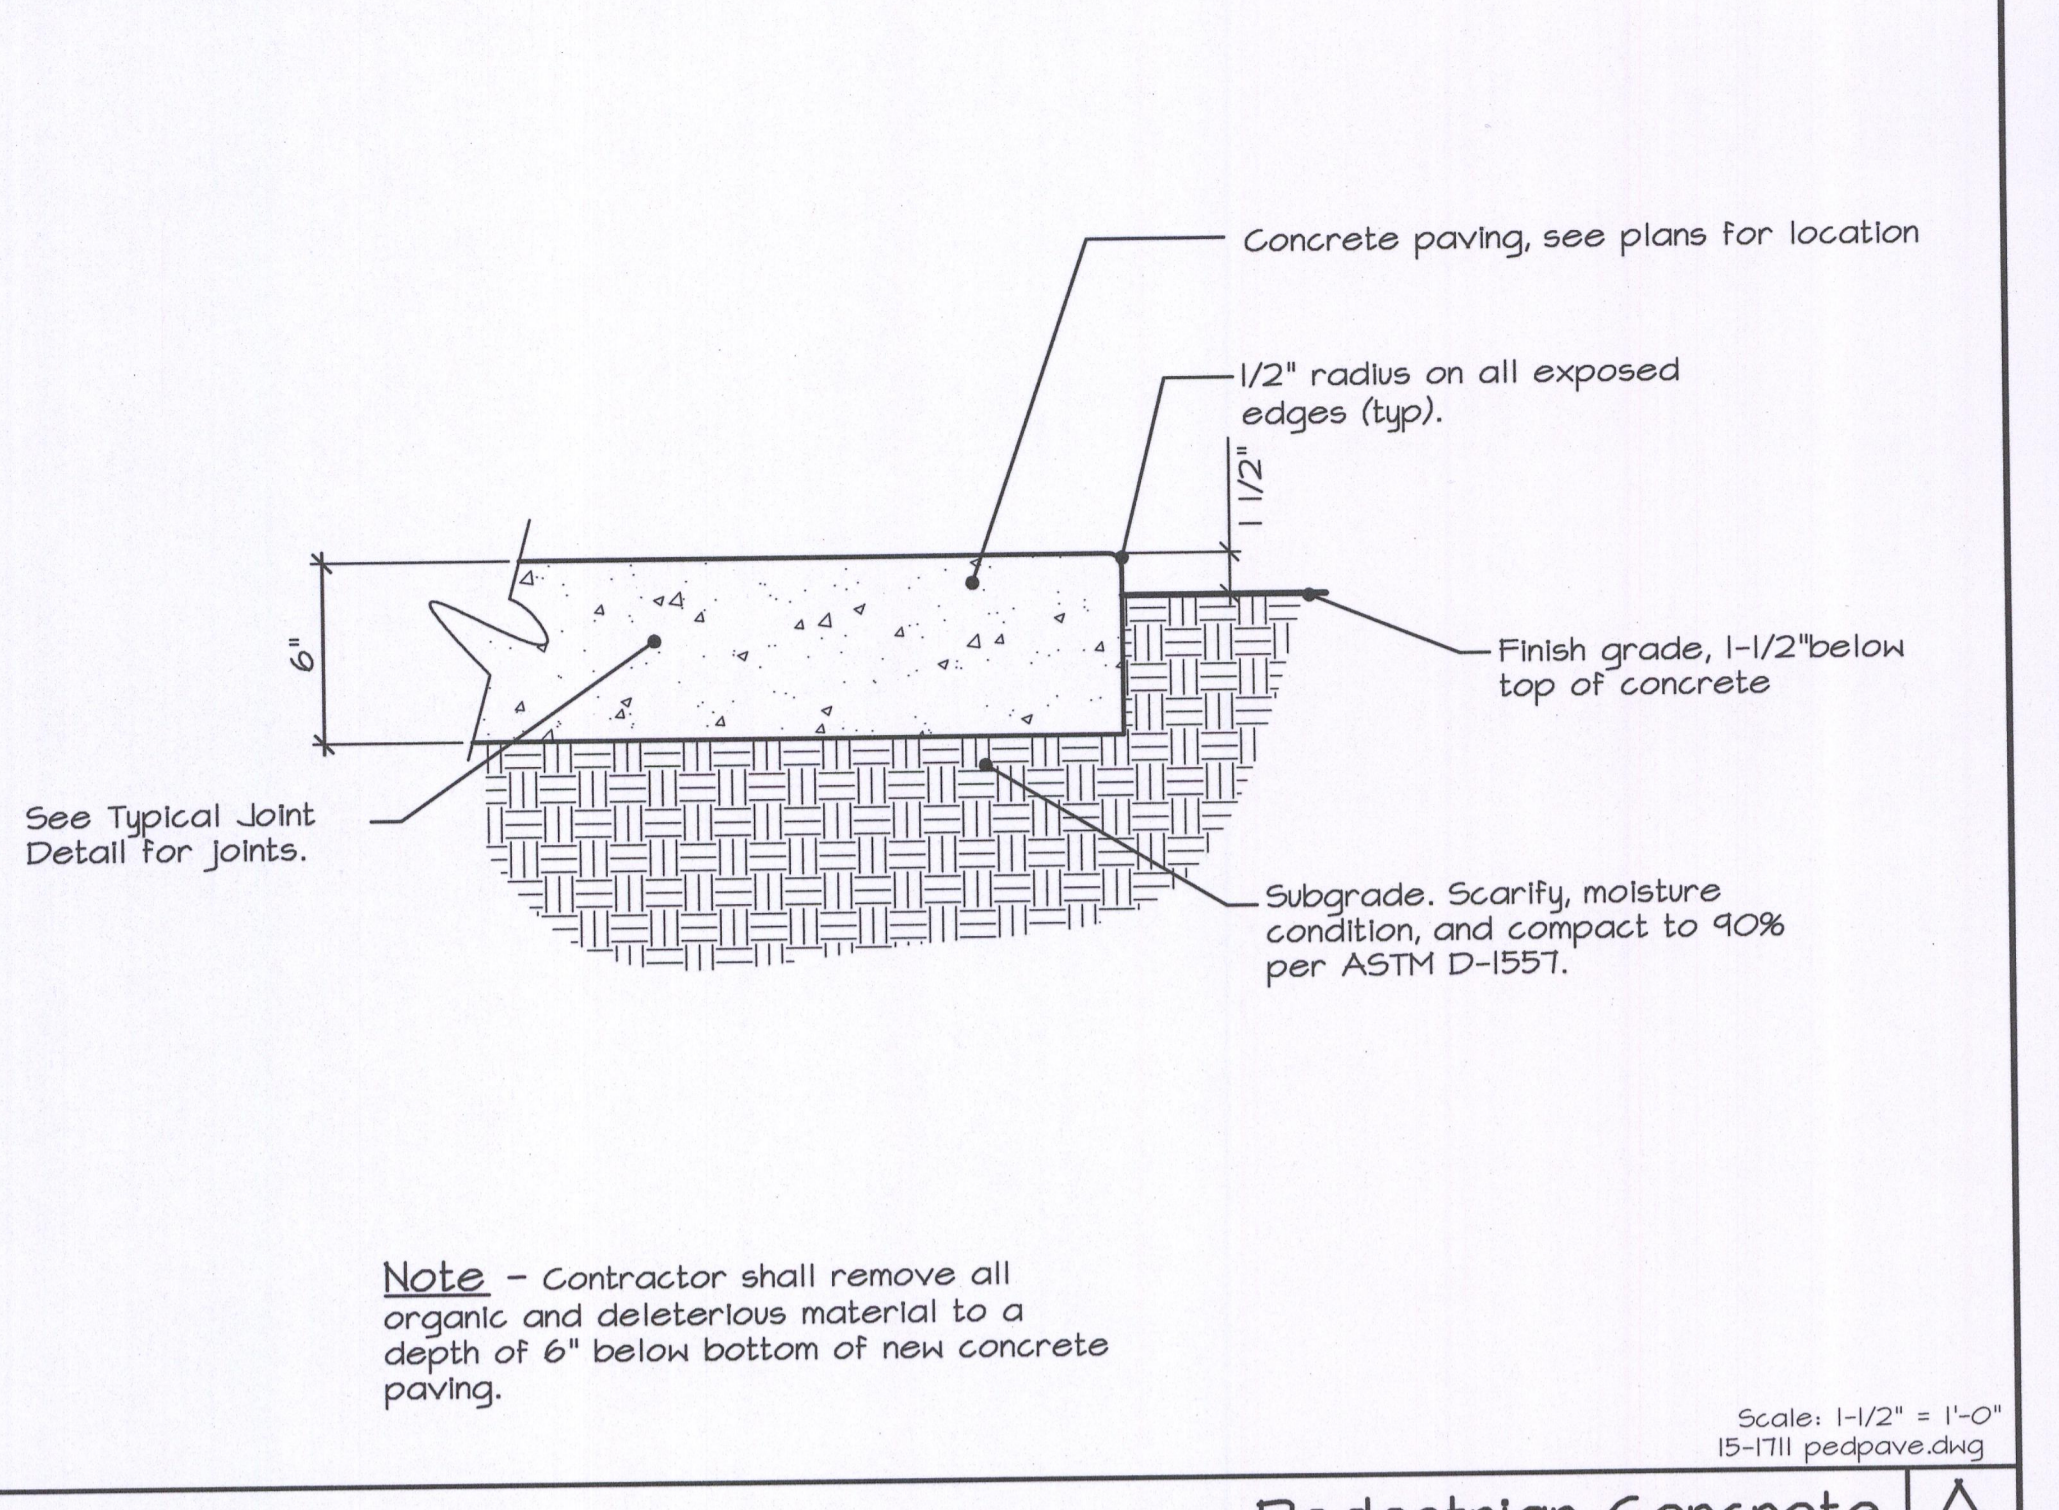 Concrete paving, see plans for location
1/2" radius on all exposed
edges (typ).
1 1/2"
6"
Finish grade, 1-1/2"below
top of concrete
See Typical Joint
Detail for joints.
Subgrade. Scarify, moisture
condition, and compact to 90%
per ASTM D-1557.
Note - Contractor shall remove all
organic and deleterious material to a
depth of 6" below bottom of new concrete
paving.
Scale: 1-1/2" = 1'-0"
15-1711 pedpave.dwg
Pedestrian Concrete